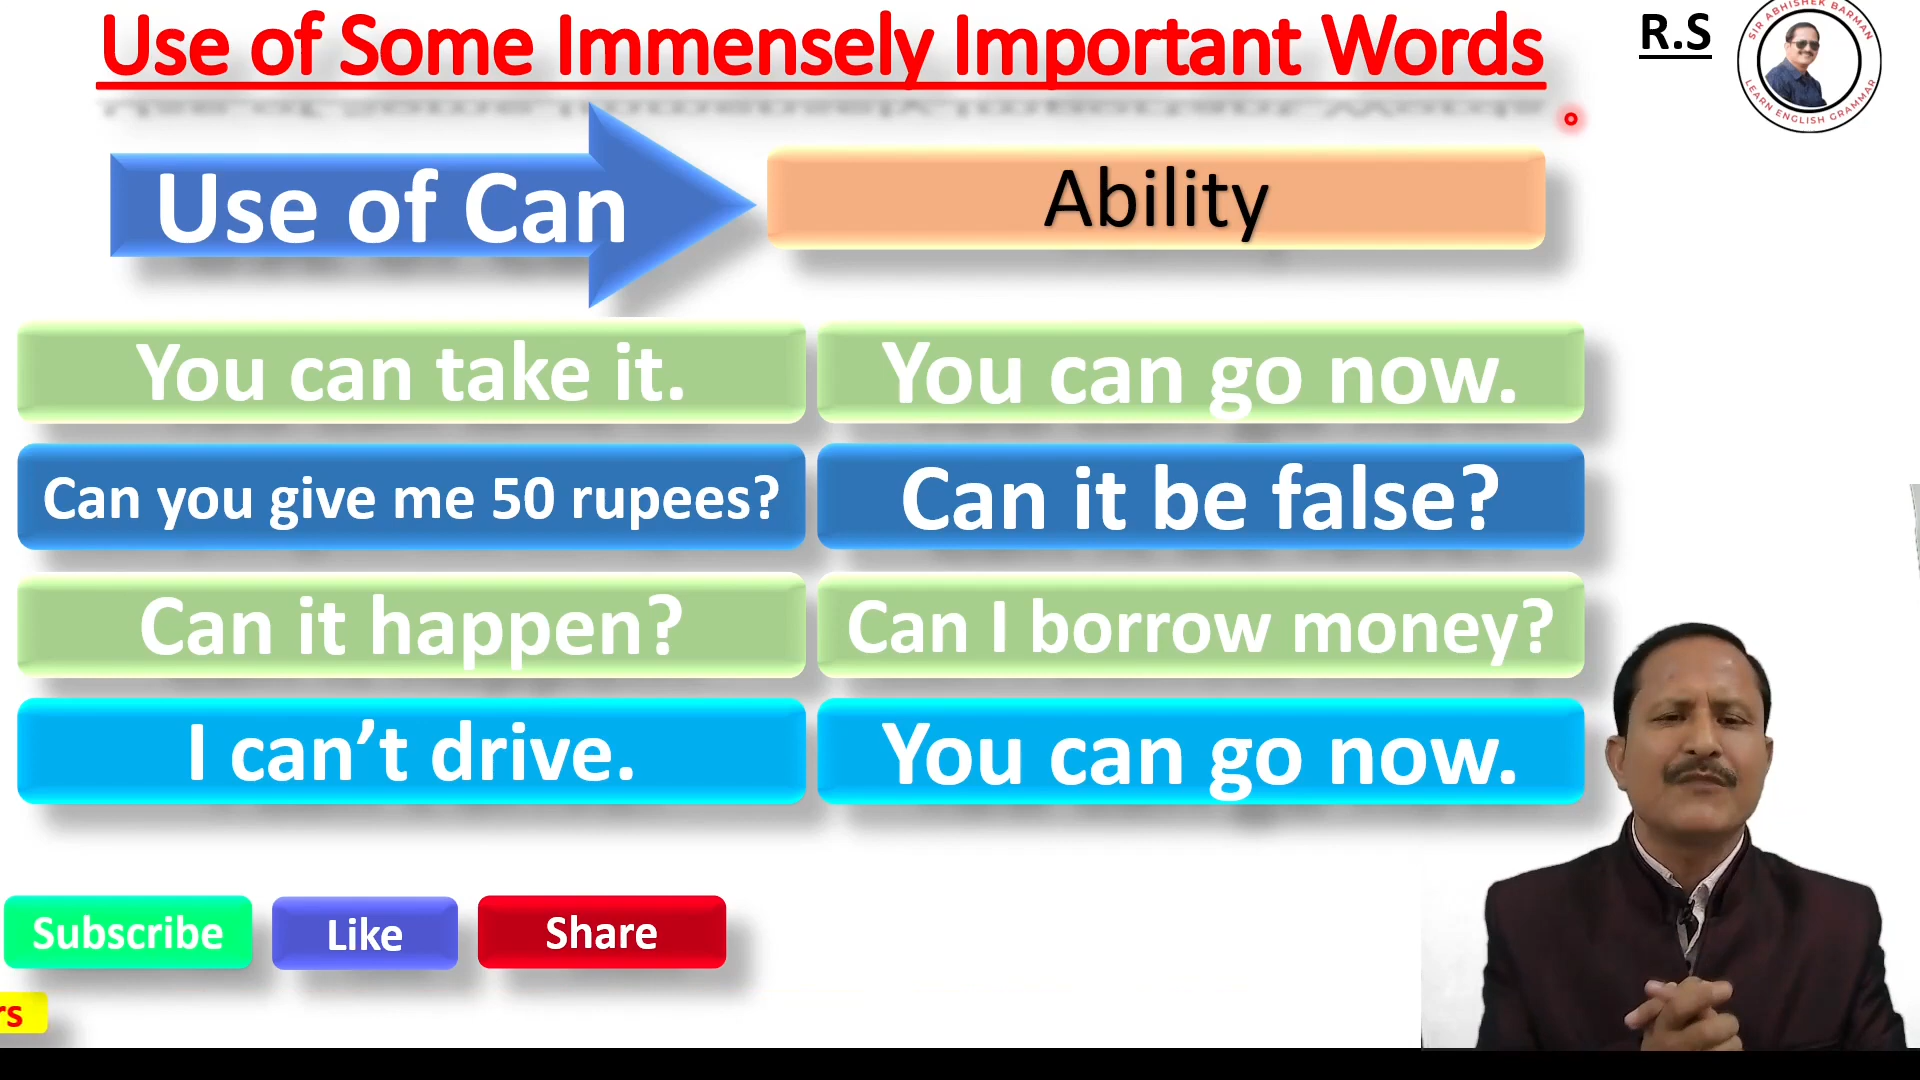 Use of Some Immensely Important Words
R.S
SIR ABHISHEK BARMAN
LEARN ENGLISH GRAMMAR
Use of Can
Ability
You can take it.
You can go now.
Can you give me 50 rupees?
Can it be false?
Can it happen?
Can I borrow money?
I can’t drive.
You can go now.
Subscribe
Like
Share
rs